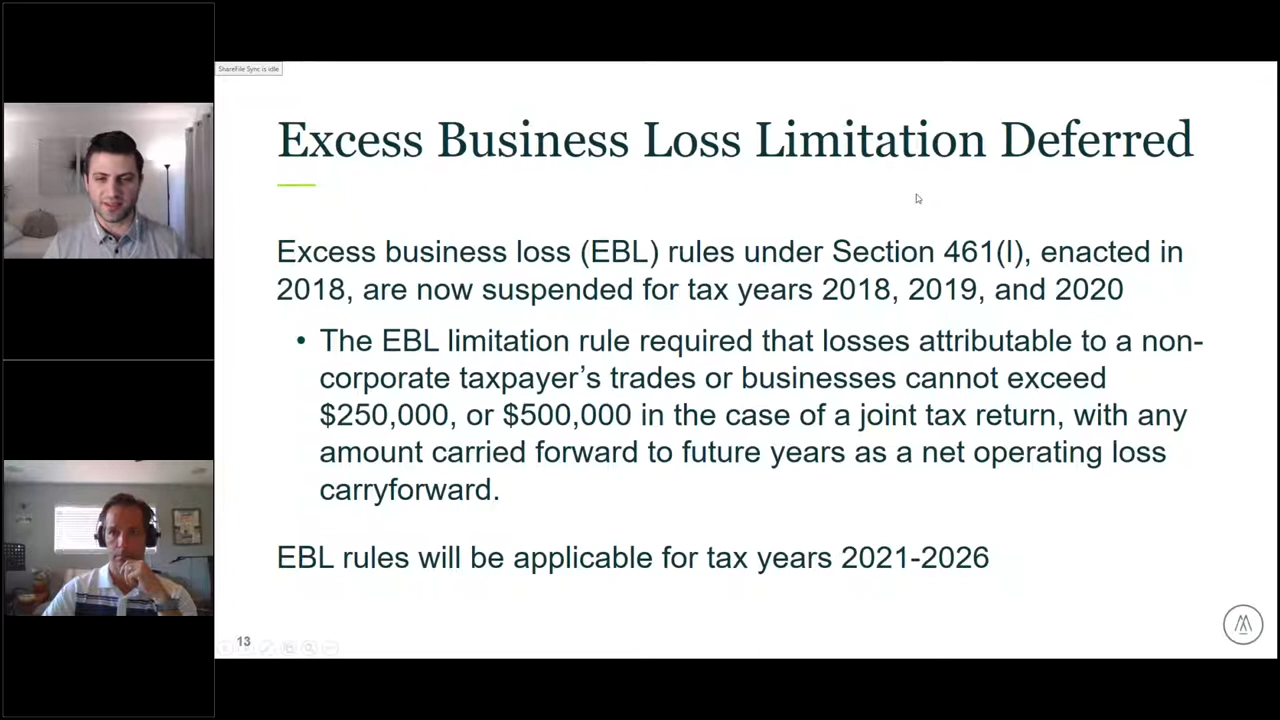 ShareFile Sync is idle
Excess Business Loss Limitation Deferred
Excess business loss (EBL) rules under Section 461(l), enacted in
2018, are now suspended for tax years 2018, 2019, and 2020
• The EBL limitation rule required that losses attributable to a non-
corporate taxpayer’s trades or businesses cannot exceed
$250,000, or $500,000 in the case of a joint tax return, with any
amount carried forward to future years as a net operating loss
carryforward.
EBL rules will be applicable for tax years 2021-2026
13